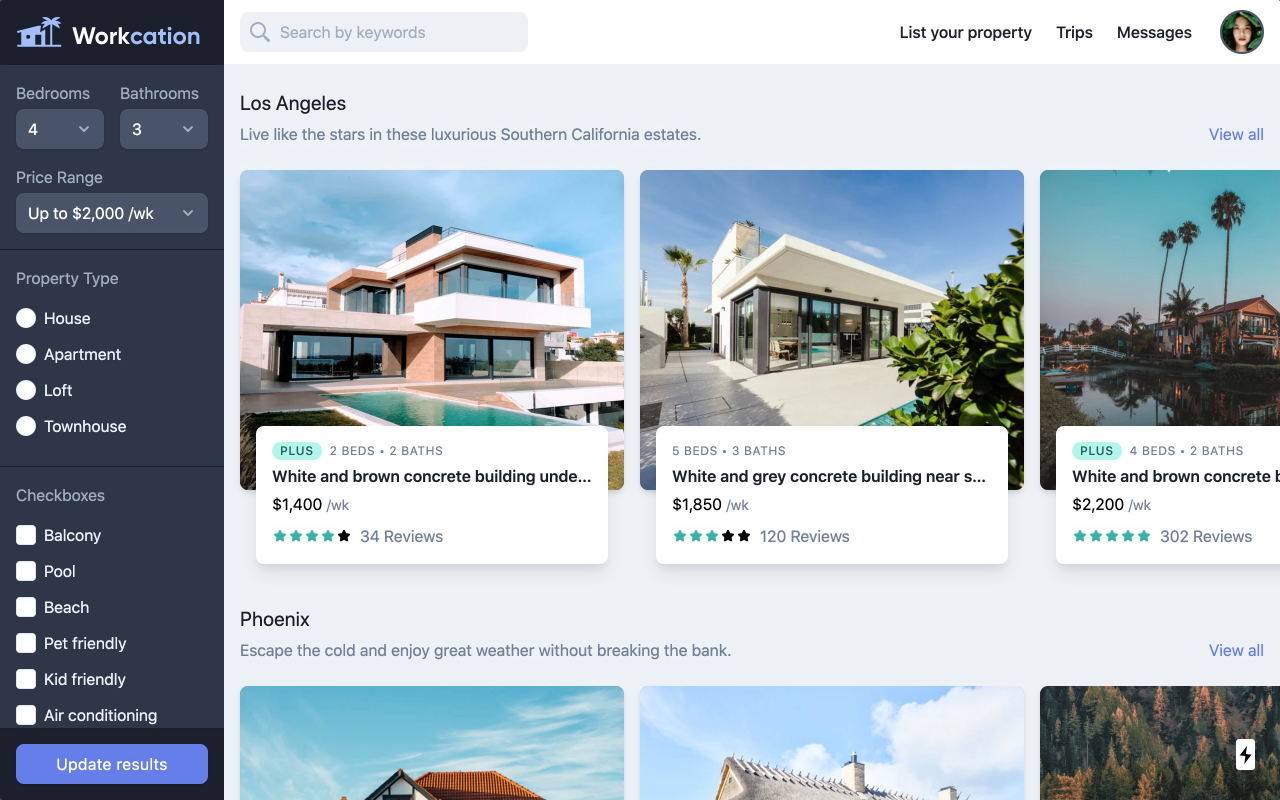 Workcation
Search by keywords
List your property
Trips
Messages
Bedrooms
Bathrooms
4
3
Price Range
Up to $2,000 /wk
Property Type
House
Apartment
Loft
Townhouse
Checkboxes
Balcony
Pool
Beach
Pet friendly
Kid friendly
Air conditioning
Update results
Los Angeles
Live like the stars in these luxurious Southern California estates.
View all
PLUS 2 BEDS • 2 BATHS
White and brown concrete building unde...
$1,400 /wk
34 Reviews
5 BEDS • 3 BATHS
White and grey concrete building near s...
$1,850 /wk
120 Reviews
PLUS 4 BEDS • 2 BATHS
White and brown concrete b
$2,200 /wk
302 Reviews
Phoenix
Escape the cold and enjoy great weather without breaking the bank.
View all